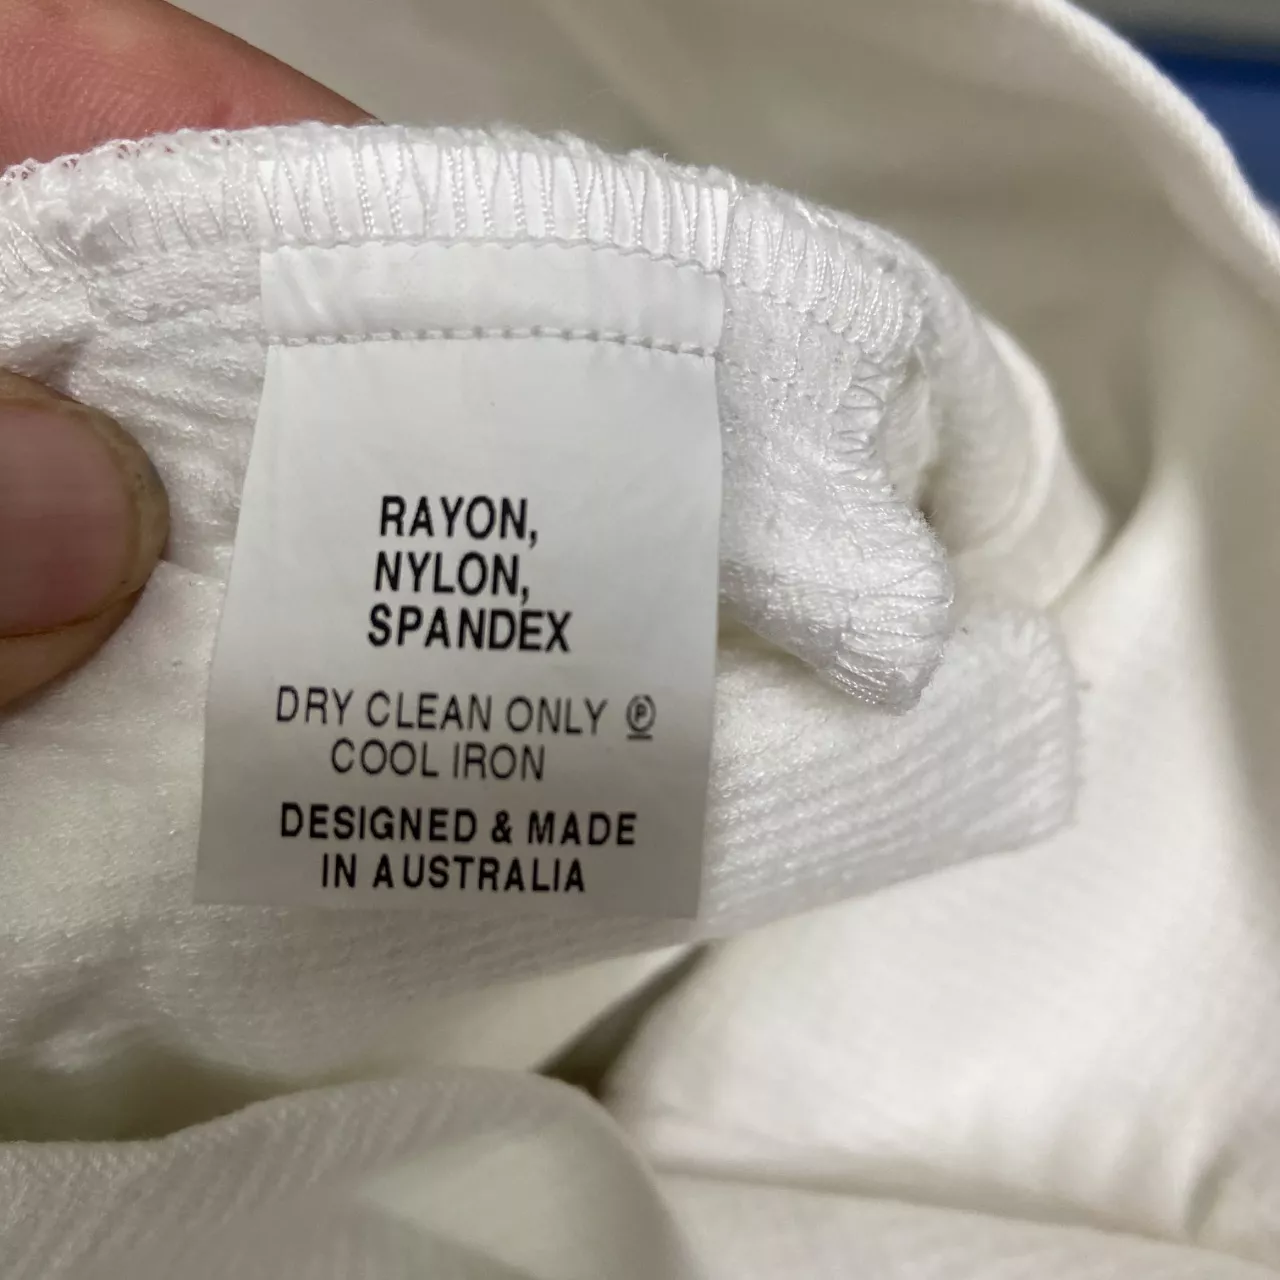 RAYON,
NYLON,
SPANDEX
DRY CLEAN ONLY Ⓟ
COOL IRON
DESIGNED & MADE
IN AUSTRALIA